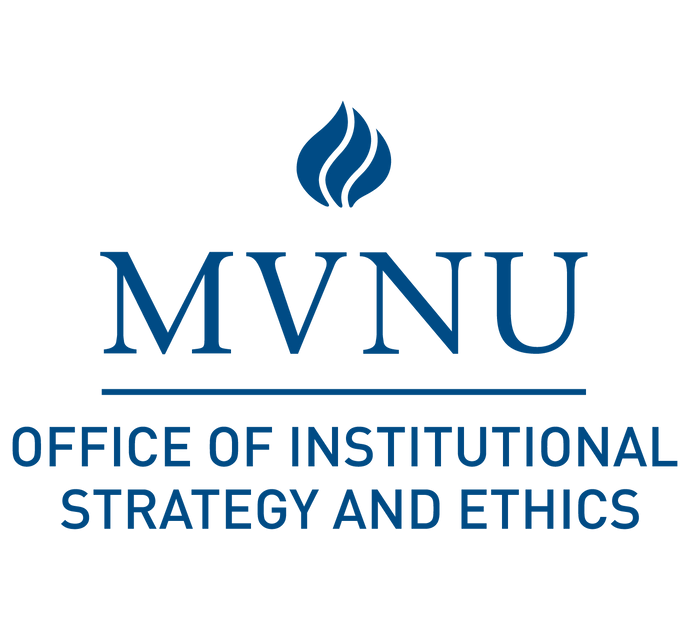 MVNU
OFFICE OF INSTITUTIONAL
STRATEGY AND ETHICS